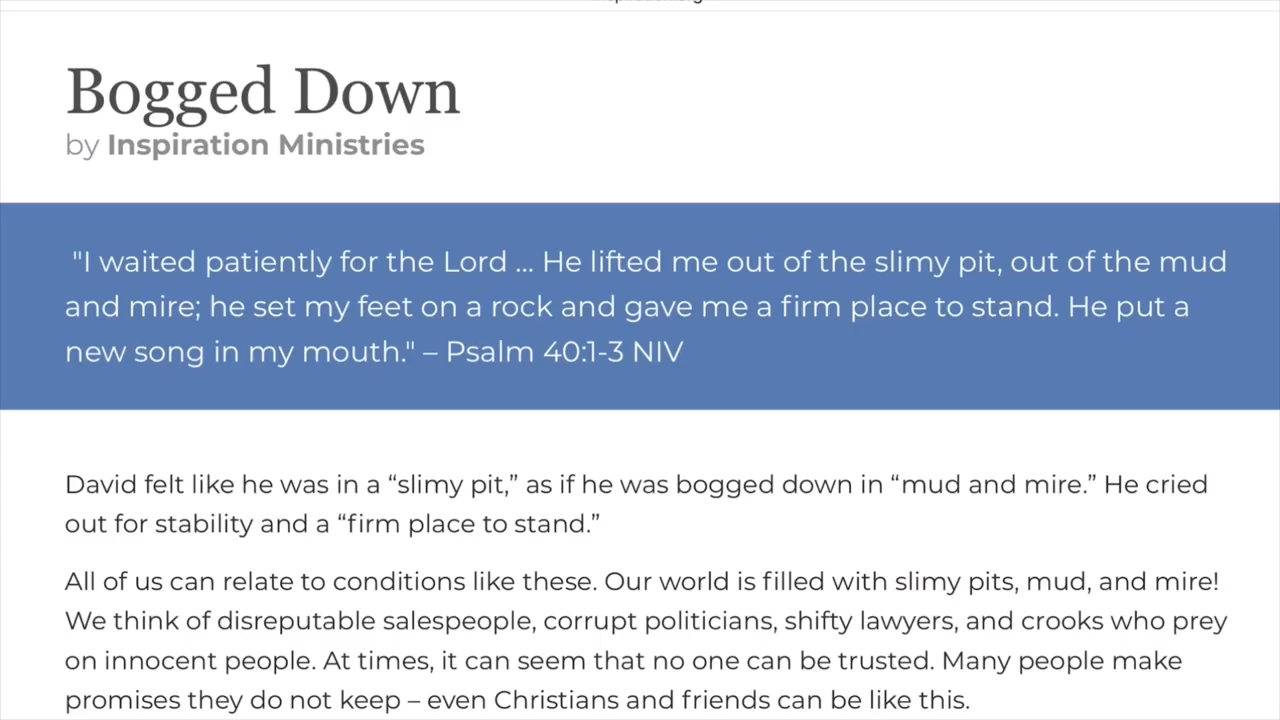 Bogged Down
by Inspiration Ministries
"I waited patiently for the Lord ... He lifted me out of the slimy pit, out of the mud
and mire; he set my feet on a rock and gave me a firm place to stand. He put a
new song in my mouth." – Psalm 40:1-3 NIV
David felt like he was in a “slimy pit,” as if he was bogged down in “mud and mire.” He cried
out for stability and a “firm place to stand.”
All of us can relate to conditions like these. Our world is filled with slimy pits, mud, and mire!
We think of disreputable salespeople, corrupt politicians, shifty lawyers, and crooks who prey
on innocent people. At times, it can seem that no one can be trusted. Many people make
promises they do not keep – even Christians and friends can be like this.